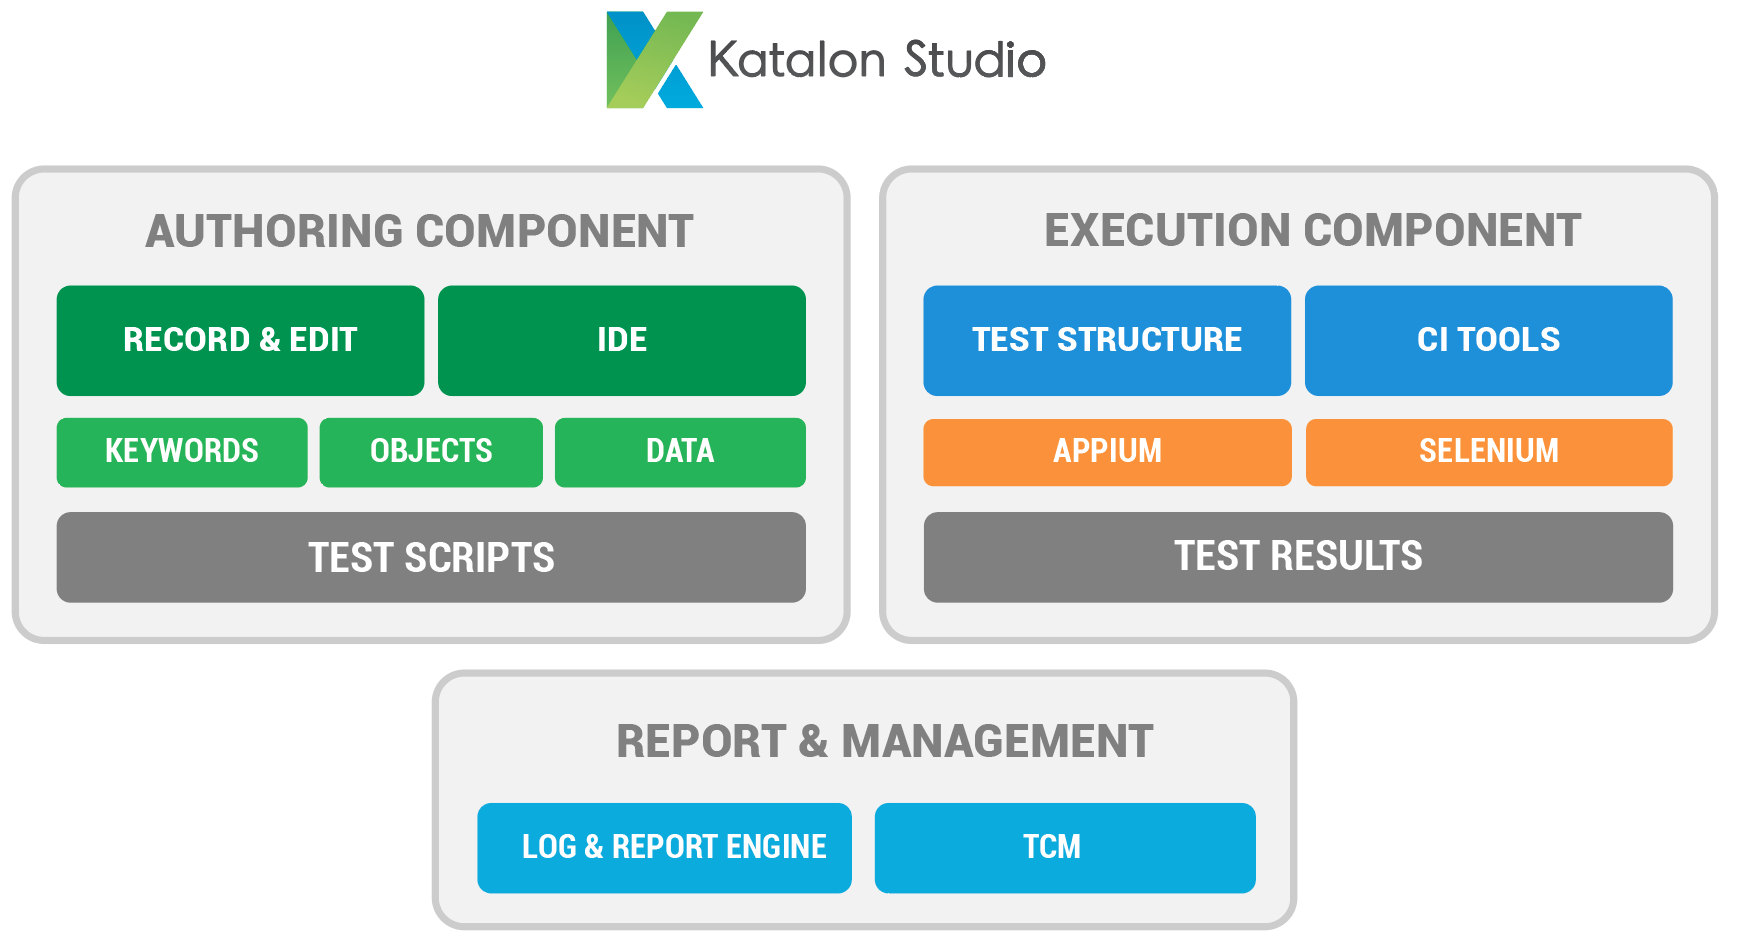 Katalon Studio
AUTHORING COMPONENT
RECORD & EDIT
IDE
KEYWORDS
OBJECTS
DATA
TEST SCRIPTS
EXECUTION COMPONENT
TEST STRUCTURE
CI TOOLS
APPIUM
SELENIUM
TEST RESULTS
REPORT & MANAGEMENT
LOG & REPORT ENGINE
TCM